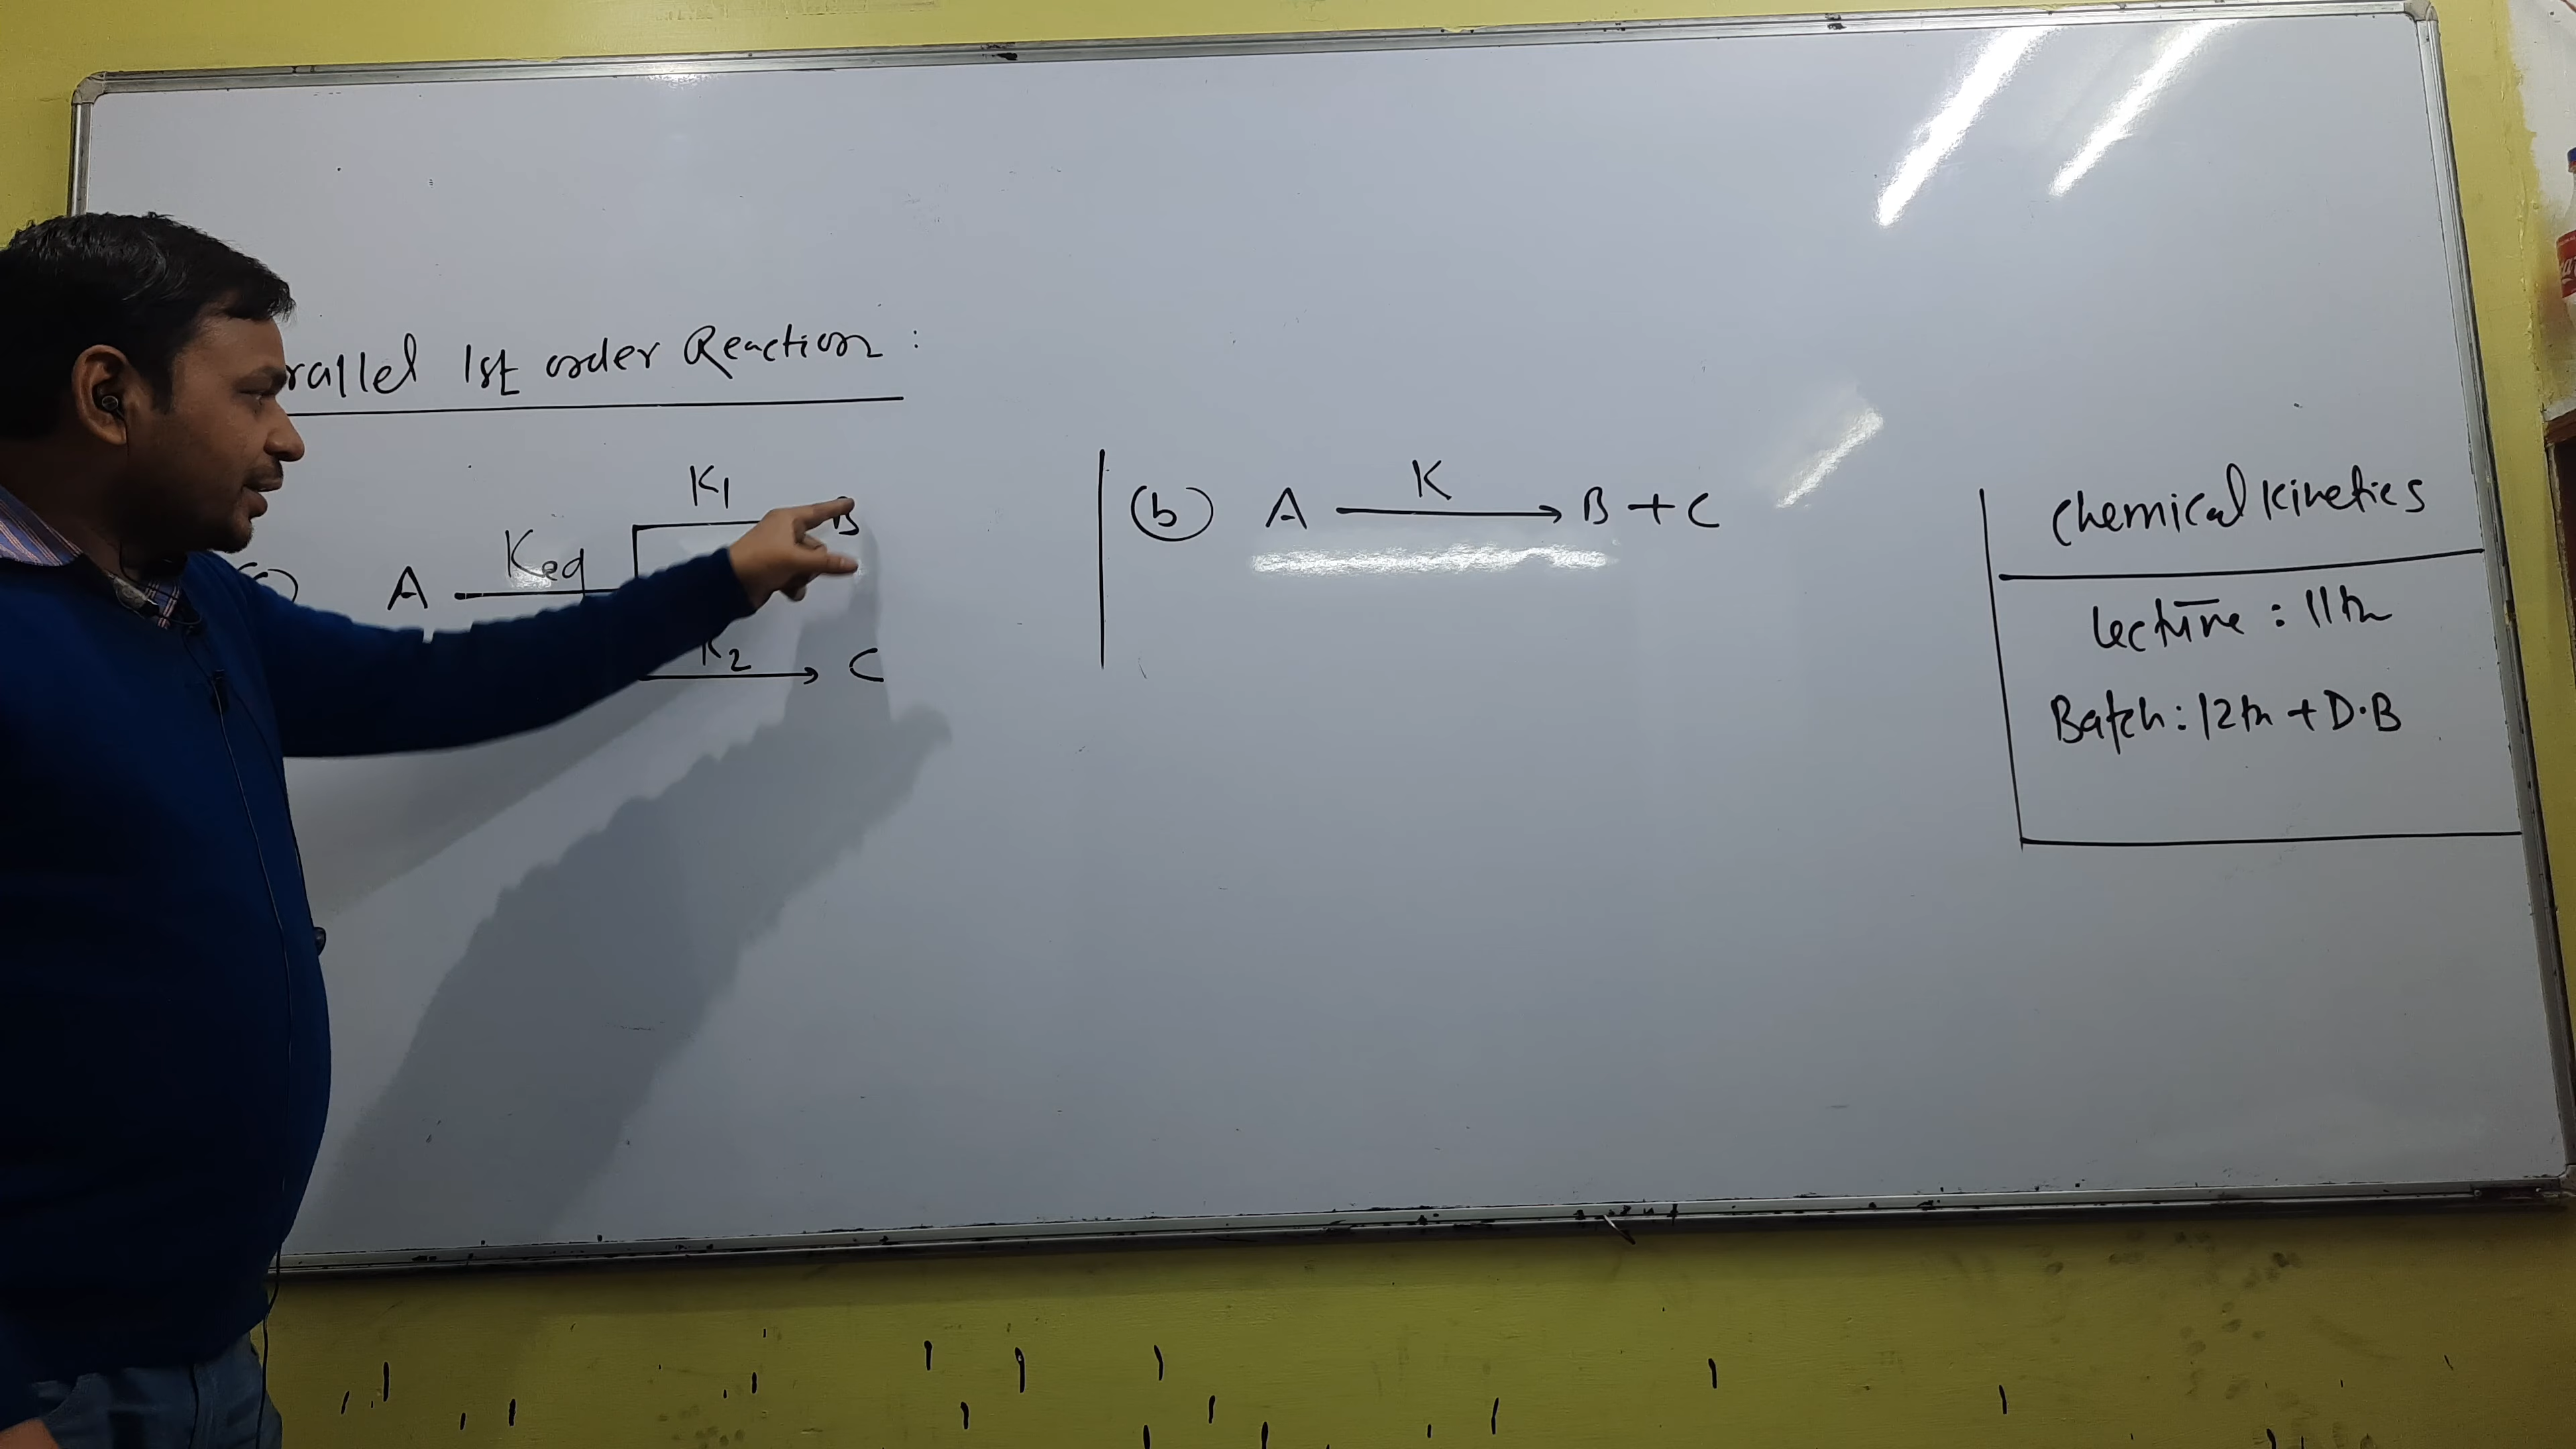 rallel 1st order Reaction :
K1
B
A Keq
K2
C
(b) A K → B + C
Chemical Kinetics
Lecture : 11th
Batch : 12th + D.B